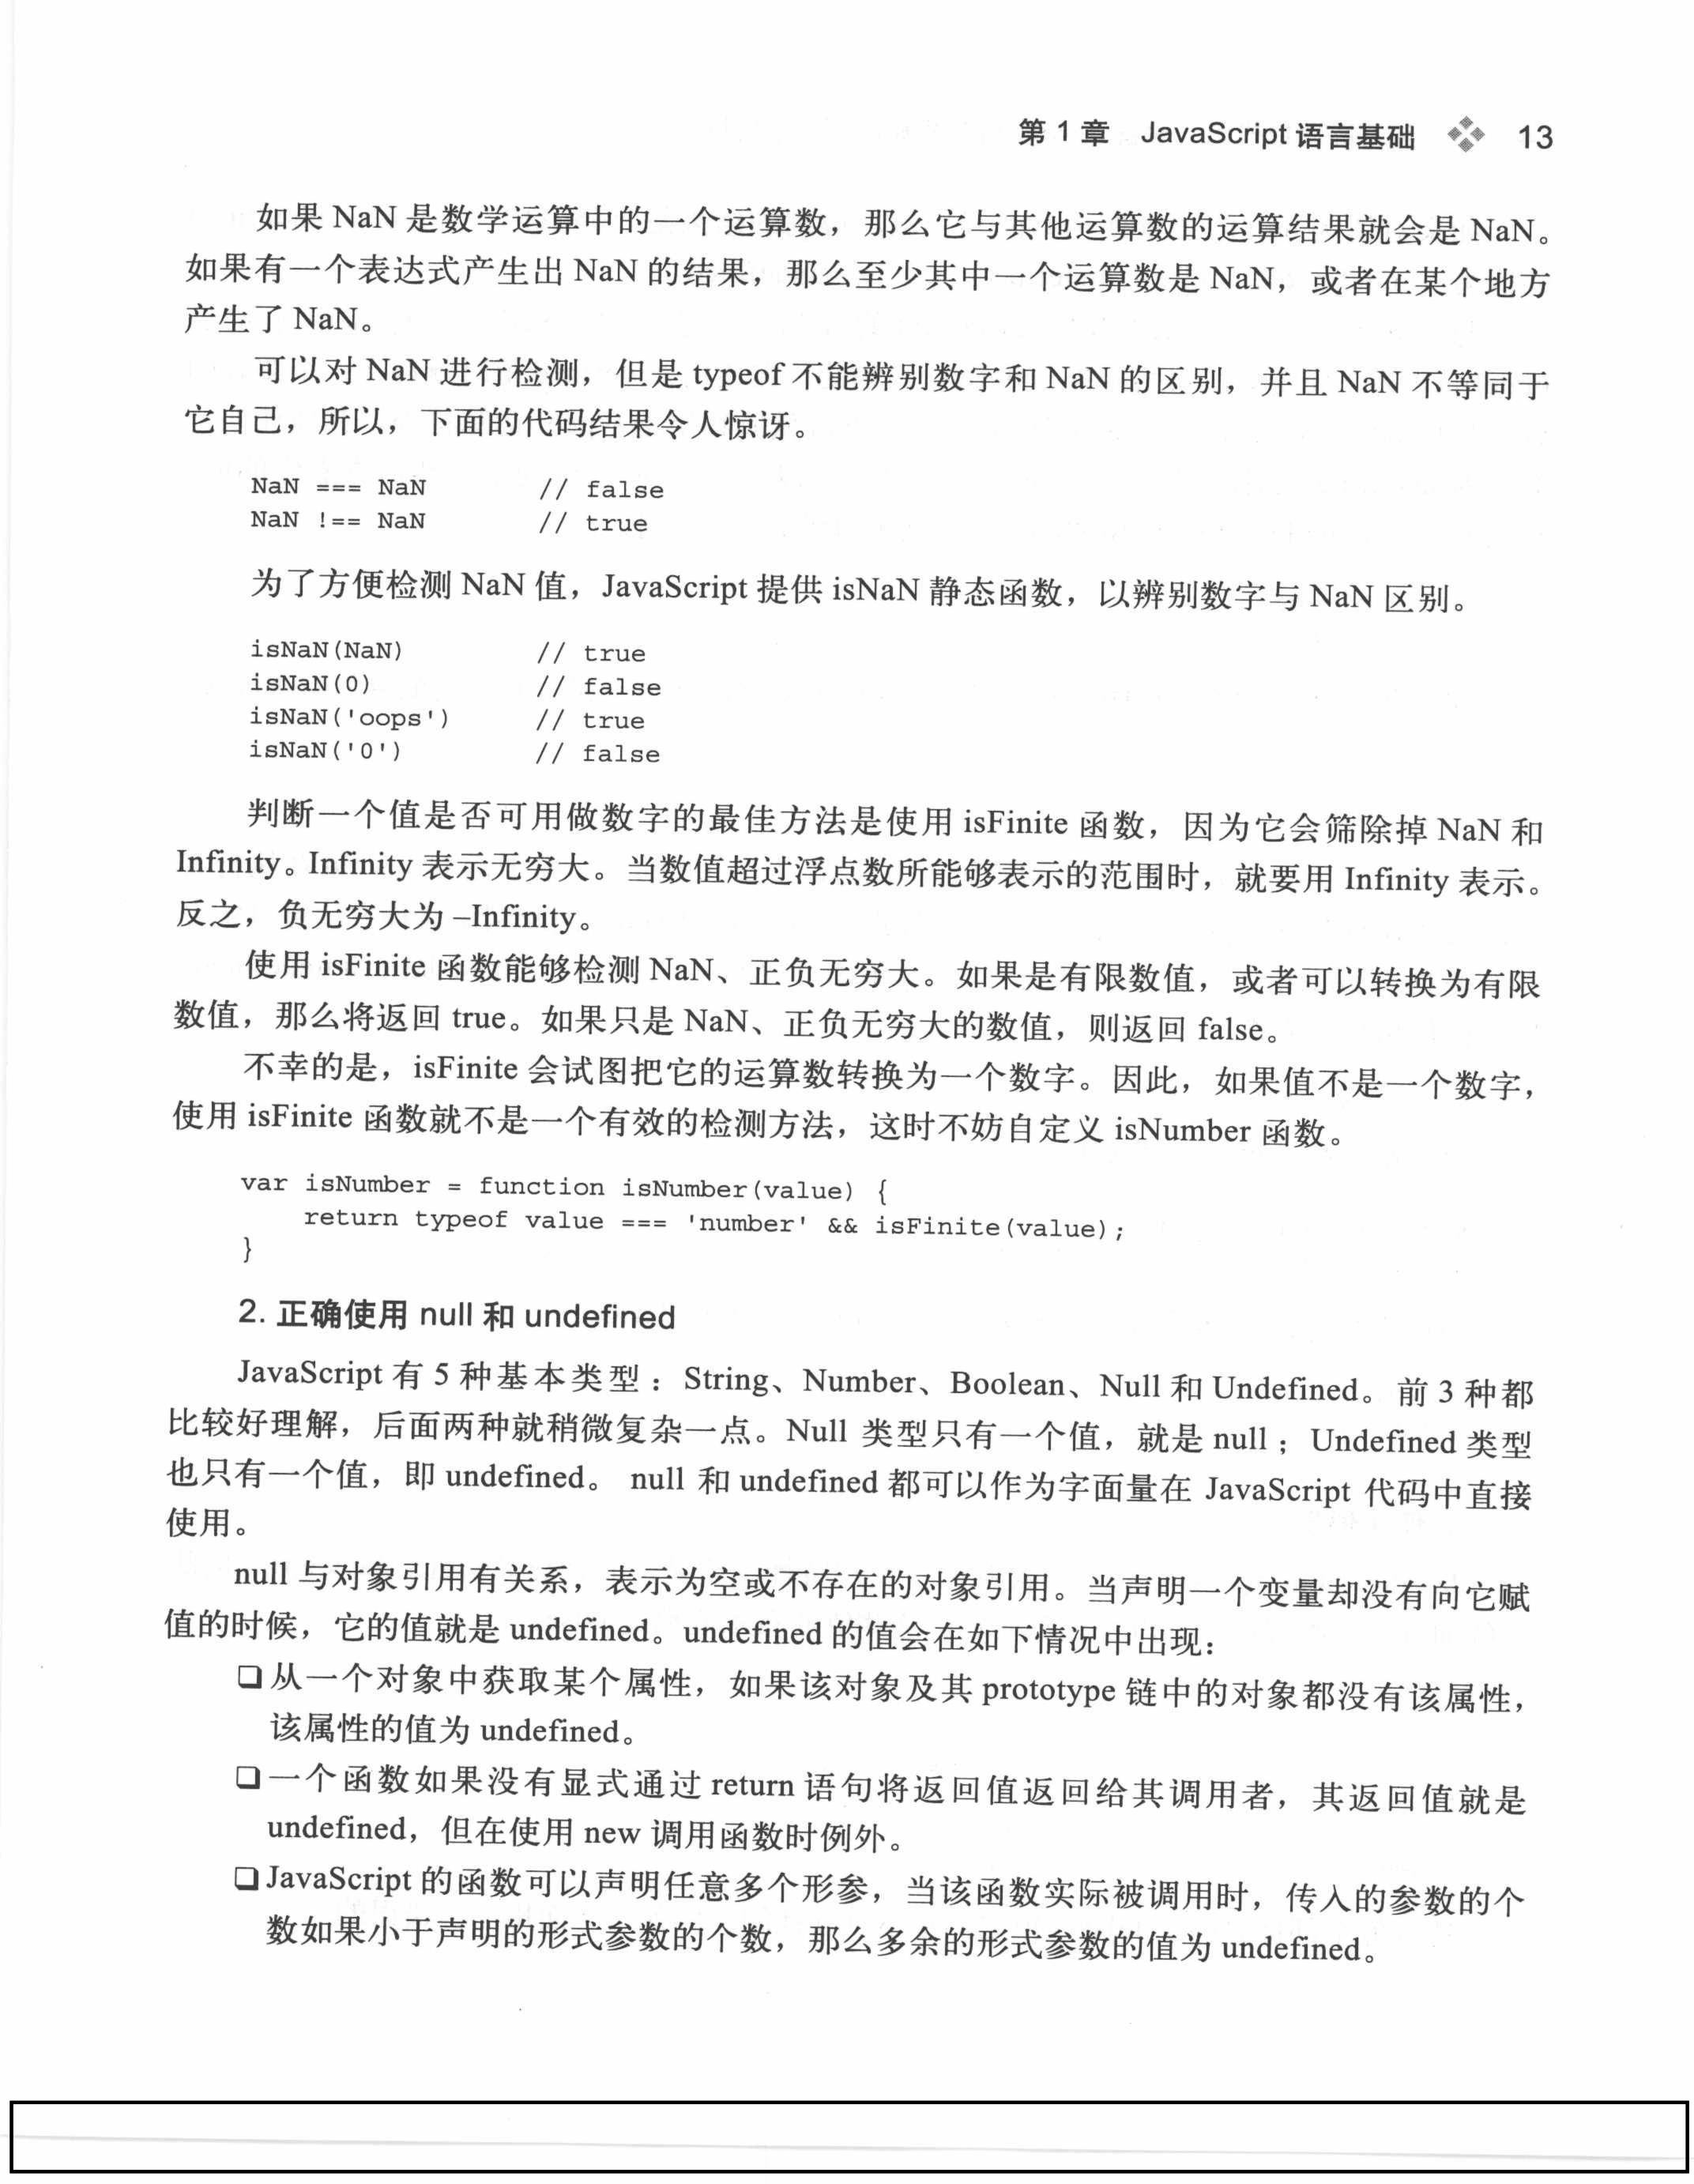 第 1 章 JavaScript 语言基础 13
如果 NaN 是数学运算中的一个运算数，那么它与其他运算数的运算结果就会是 NaN。
如果有一个表达式产生出 NaN 的结果，那么至少其中一个运算数是 NaN，或者在某个地方
产生了 NaN。
可以对 NaN 进行检测，但是 typeof 不能辨别数字和 NaN 的区别，并且 NaN 不等同于
它自己，所以，下面的代码结果令人惊讶。
NaN === NaN // false
NaN !== NaN // true
为了方便检测 NaN 值，JavaScript 提供 isNaN 静态函数，以辨别数字与 NaN 区别。
isNaN(NaN) // true
isNaN(0) // false
isNaN('oops') // true
isNaN('0') // false
判断一个值是否可用做数字的最佳方法是使用 isFinite 函数，因为它会筛除掉 NaN 和
Infinity。Infinity 表示无穷大。当数值超过浮点数所能够表示的范围时，就要用 Infinity 表示。
反之，负无穷大为 –Infinity。
使用 isFinite 函数能够检测 NaN、正负无穷大。如果是有限数值，或者可以转换为有限
数值，那么将返回 true。如果只是 NaN、正负无穷大的数值，则返回 false。
不幸的是，isFinite 会试图把它的运算数转换为一个数字。因此，如果值不是一个数字，
使用 isFinite 函数就不是一个有效的检测方法，这时不妨自定义 isNumber 函数。
var isNumber = function isNumber(value) {
return typeof value === 'number' && isFinite(value);
}
2. 正确使用 null 和 undefined
JavaScript 有 5 种基本类型：String、Number、Boolean、Null 和 Undefined。前 3 种都
比较好理解，后面两种就稍微复杂一点。Null 类型只有一个值，就是 null；Undefined 类型
也只有一个值，即 undefined。 null 和 undefined 都可以作为字面量在 JavaScript 代码中直接
使用。
null 与对象引用有关系，表示为空或不存在的对象引用。当声明一个变量却没有向它赋
值的时候，它的值就是 undefined。undefined 的值会在如下情况中出现：
❑ 从一个对象中获取某个属性，如果该对象及其 prototype 链中的对象都没有该属性，
该属性的值为 undefined。
❑ 一个函数如果没有显式通过 return 语句将返回值返回给其调用者，其返回值就是
undefined，但在使用 new 调用函数时例外。
❑ JavaScript 的函数可以声明任意多个形参，当该函数实际被调用时，传入的参数的个
数如果小于声明的形式参数的个数，那么多余的形式参数的值为 undefined。